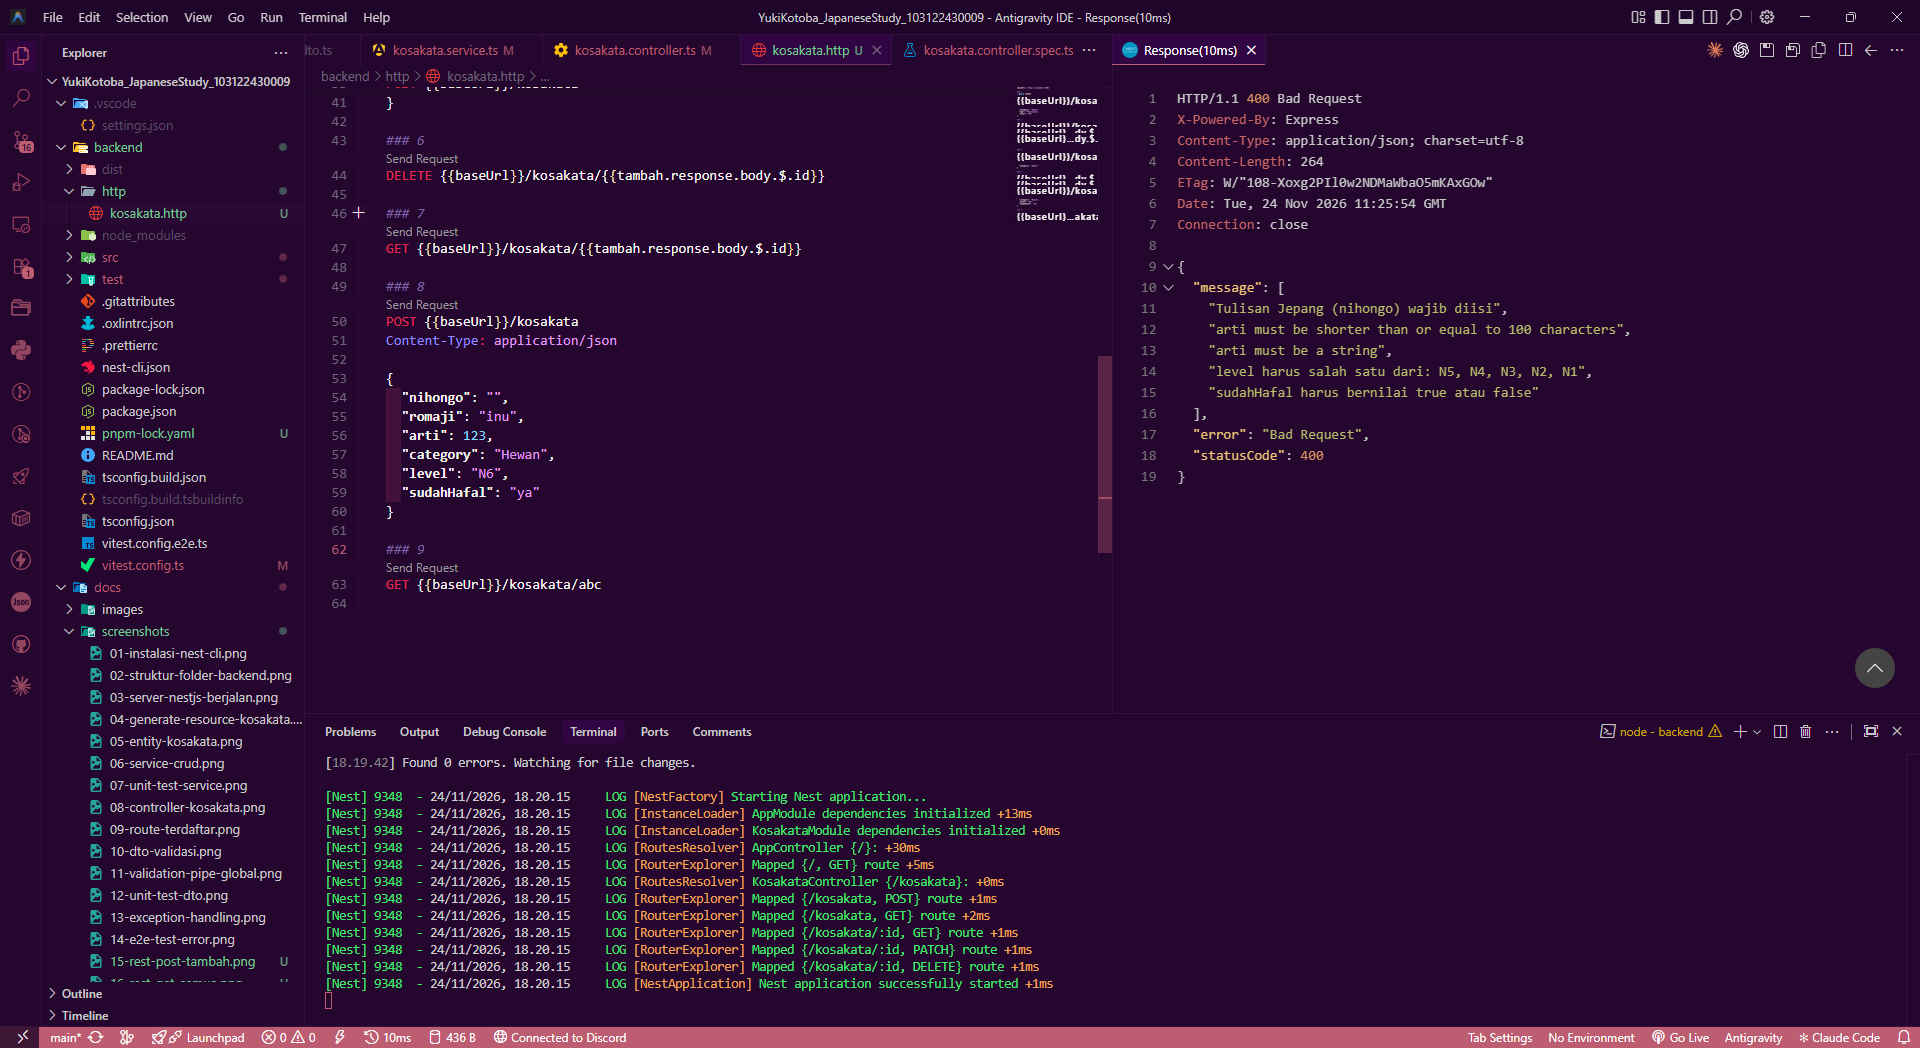 File Edit Selection View Go Run Terminal Help
YukiKotoba_JapaneseStudy_103122430009 - Antigravity IDE - Response(10ms)
Explorer
YukiKotoba_JapaneseStudy_103122430009
.vscode
settings.json
backend
dist
http
kosakata.http U
node_modules
src
test
.gitattributes
.oxlintrc.json
.prettierrc
nest-cli.json
package-lock.json
package.json
pnpm-lock.yaml U
README.md
tsconfig.build.json
tsconfig.build.tsbuildinfo
tsconfig.json
vitest.config.e2e.ts
vitest.config.ts M
docs
images
screenshots
01-instalasi-nest-cli.png
02-struktur-folder-backend.png
03-server-nestjs-berjalan.png
04-generate-resource-kosakata....
05-entity-kosakata.png
06-service-crud.png
07-unit-test-service.png
08-controller-kosakata.png
09-route-terdaftar.png
10-dto-validasi.png
11-validation-pipe-global.png
12-unit-test-dto.png
13-exception-handling.png
14-e2e-test-error.png
15-rest-post-tambah.png U
Outline
Timeline
16
1
Json
dto.ts kosakata.service.ts M kosakata.controller.ts M kosakata.http U kosakata.controller.spec.ts
backend > http > kosakata.http > ...
41 }
42
43 ### 6
Send Request
44 DELETE {{baseUrl}}/kosakata/{{tambah.response.body.$.id}}
45
46 ### 7
Send Request
47 GET {{baseUrl}}/kosakata/{{tambah.response.body.$.id}}
48
49 ### 8
Send Request
50 POST {{baseUrl}}/kosakata
51 Content-Type: application/json
52
53 {
54 "nihongo": "",
55 "romaji": "inu",
56 "arti": 123,
57 "category": "Hewan",
58 "level": "N6",
59 "sudahHafal": "ya"
60 }
61
62 ### 9
Send Request
63 GET {{baseUrl}}/kosakata/abc
64
{{baseUrl}}/kosa
{{baseUrl}}...dy.$
{{baseUrl}}...dy.$.
{{baseUrl}}/kosa
{{baseUrl}}...dy.$
{{baseUrl}}/kosa
{{baseUrl}}...akata
Response(10ms)
1 HTTP/1.1 400 Bad Request
2 X-Powered-By: Express
3 Content-Type: application/json; charset=utf-8
4 Content-Length: 264
5 ETag: W/"108-Xoxg2PIl0w2NDMaWbaO5mKAxGOw"
6 Date: Tue, 24 Nov 2026 11:25:54 GMT
7 Connection: close
8
9 {
10 "message": [
11 "Tulisan Jepang (nihongo) wajib diisi",
12 "arti must be shorter than or equal to 100 characters",
13 "arti must be a string",
14 "level harus salah satu dari: N5, N4, N3, N2, N1",
15 "sudahHafal harus bernilai true atau false"
16 ],
17 "error": "Bad Request",
18 "statusCode": 400
19 }
Problems Output Debug Console Terminal Ports Comments
node - backend
[18.19.42] Found 0 errors. Watching for file changes.
[Nest] 9348 - 24/11/2026, 18.20.15 LOG [NestFactory] Starting Nest application...
[Nest] 9348 - 24/11/2026, 18.20.15 LOG [InstanceLoader] AppModule dependencies initialized +13ms
[Nest] 9348 - 24/11/2026, 18.20.15 LOG [InstanceLoader] KosakataModule dependencies initialized +0ms
[Nest] 9348 - 24/11/2026, 18.20.15 LOG [RoutesResolver] AppController {/}: +30ms
[Nest] 9348 - 24/11/2026, 18.20.15 LOG [RouterExplorer] Mapped {/, GET} route +5ms
[Nest] 9348 - 24/11/2026, 18.20.15 LOG [RoutesResolver] KosakataController {/kosakata}: +0ms
[Nest] 9348 - 24/11/2026, 18.20.15 LOG [RouterExplorer] Mapped {/kosakata, POST} route +1ms
[Nest] 9348 - 24/11/2026, 18.20.15 LOG [RouterExplorer] Mapped {/kosakata, GET} route +2ms
[Nest] 9348 - 24/11/2026, 18.20.15 LOG [RouterExplorer] Mapped {/kosakata/:id, GET} route +1ms
[Nest] 9348 - 24/11/2026, 18.20.15 LOG [RouterExplorer] Mapped {/kosakata/:id, PATCH} route +1ms
[Nest] 9348 - 24/11/2026, 18.20.15 LOG [RouterExplorer] Mapped {/kosakata/:id, DELETE} route +1ms
[Nest] 9348 - 24/11/2026, 18.20.15 LOG [NestApplication] Nest application successfully started +1ms
main* Launchpad 0 0 10ms 436 B Connected to Discord
Tab Settings No Environment Go Live Antigravity Claude Code